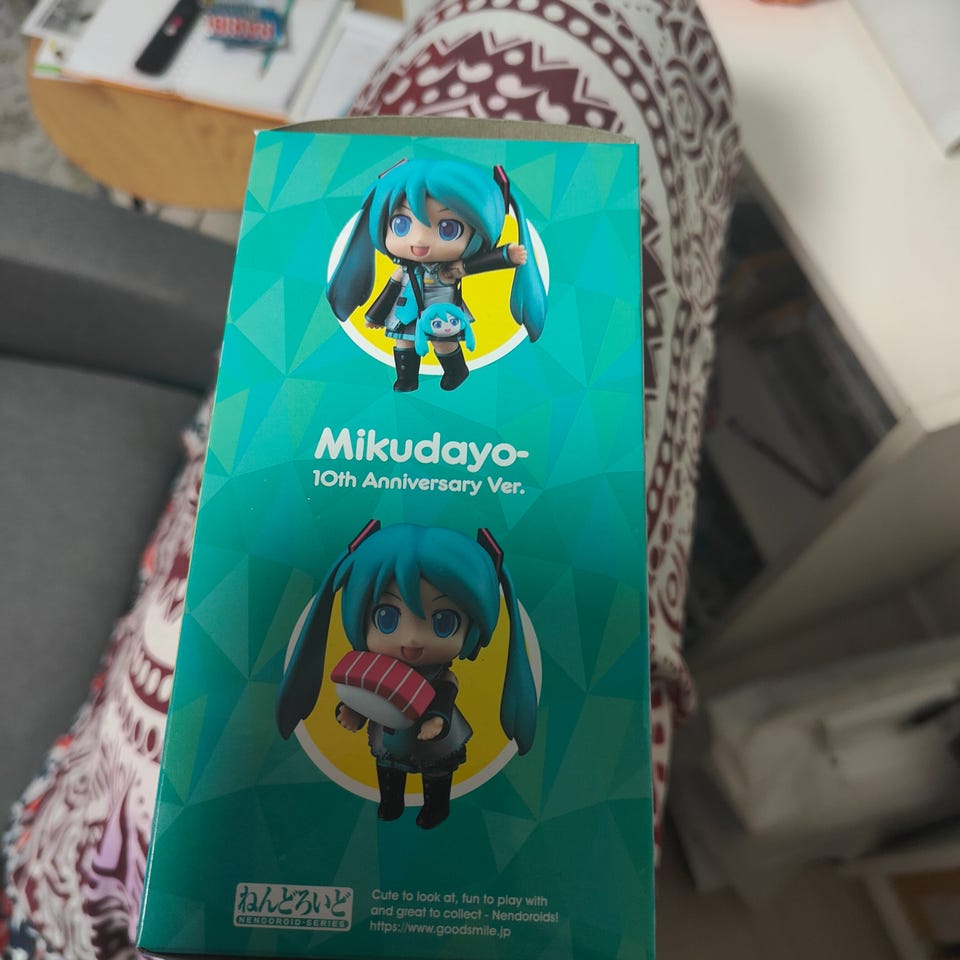 Mikudayo-
10th Anniversary Ver.
ねんどろいど
NENDOROID-SERIES
Cute to look at, fun to play with
and great to collect - Nendoroids!
https://www.goodsmile.jp